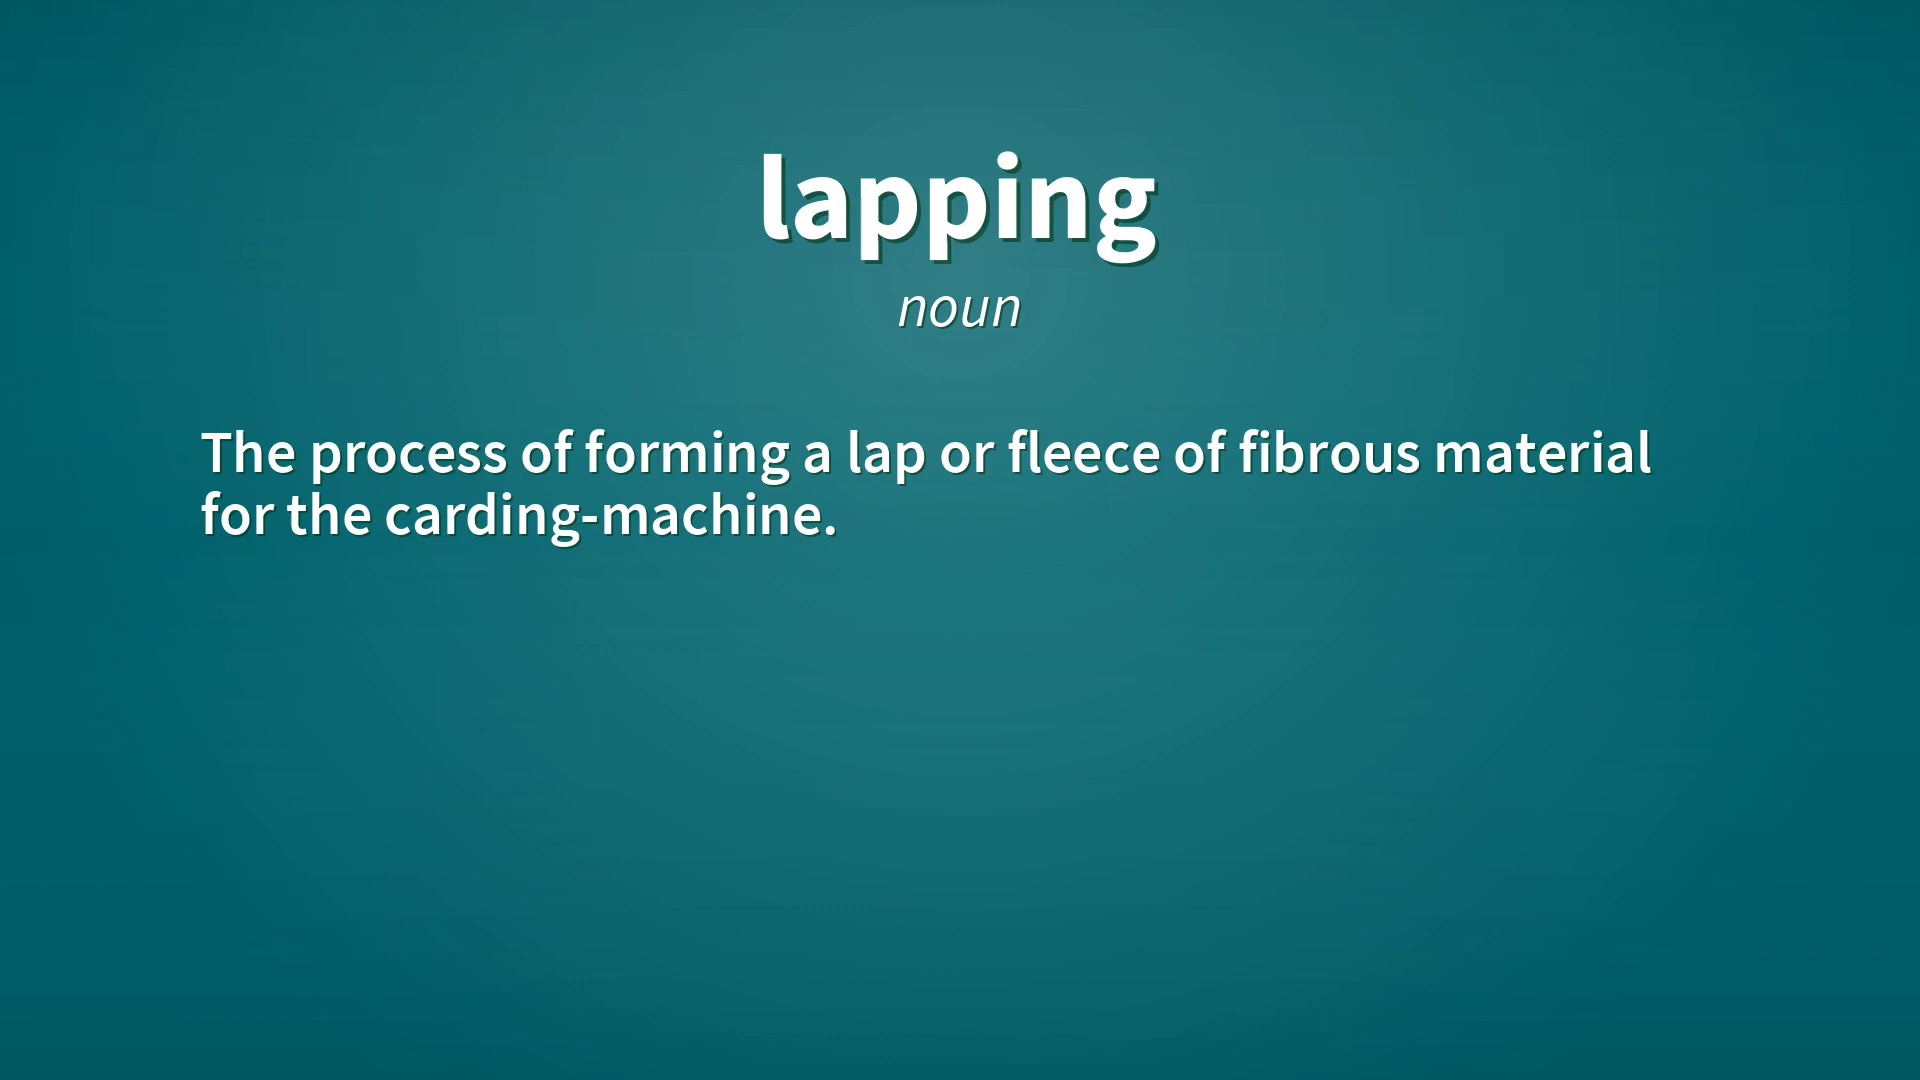 lapping
noun
The process of forming a lap or fleece of fibrous material
for the carding-machine.